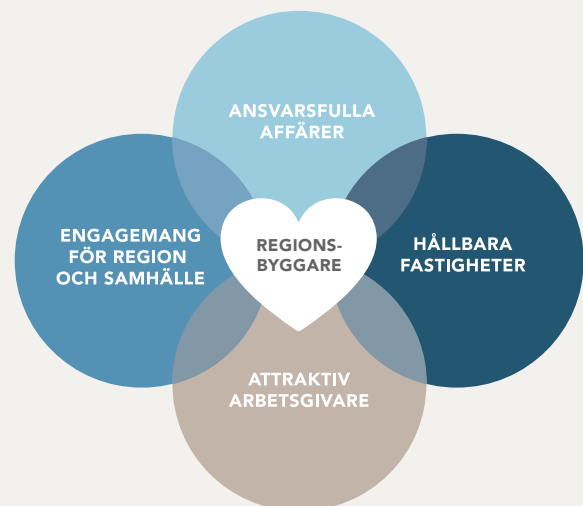 ANSVARSFULLA
AFFÄRER
ENGAGEMANG
FÖR REGION
OCH SAMHÄLLE
REGIONS-
BYGGARE
HÅLLBARA
FASTIGHETER
ATTRAKTIV
ARBETSGIVARE